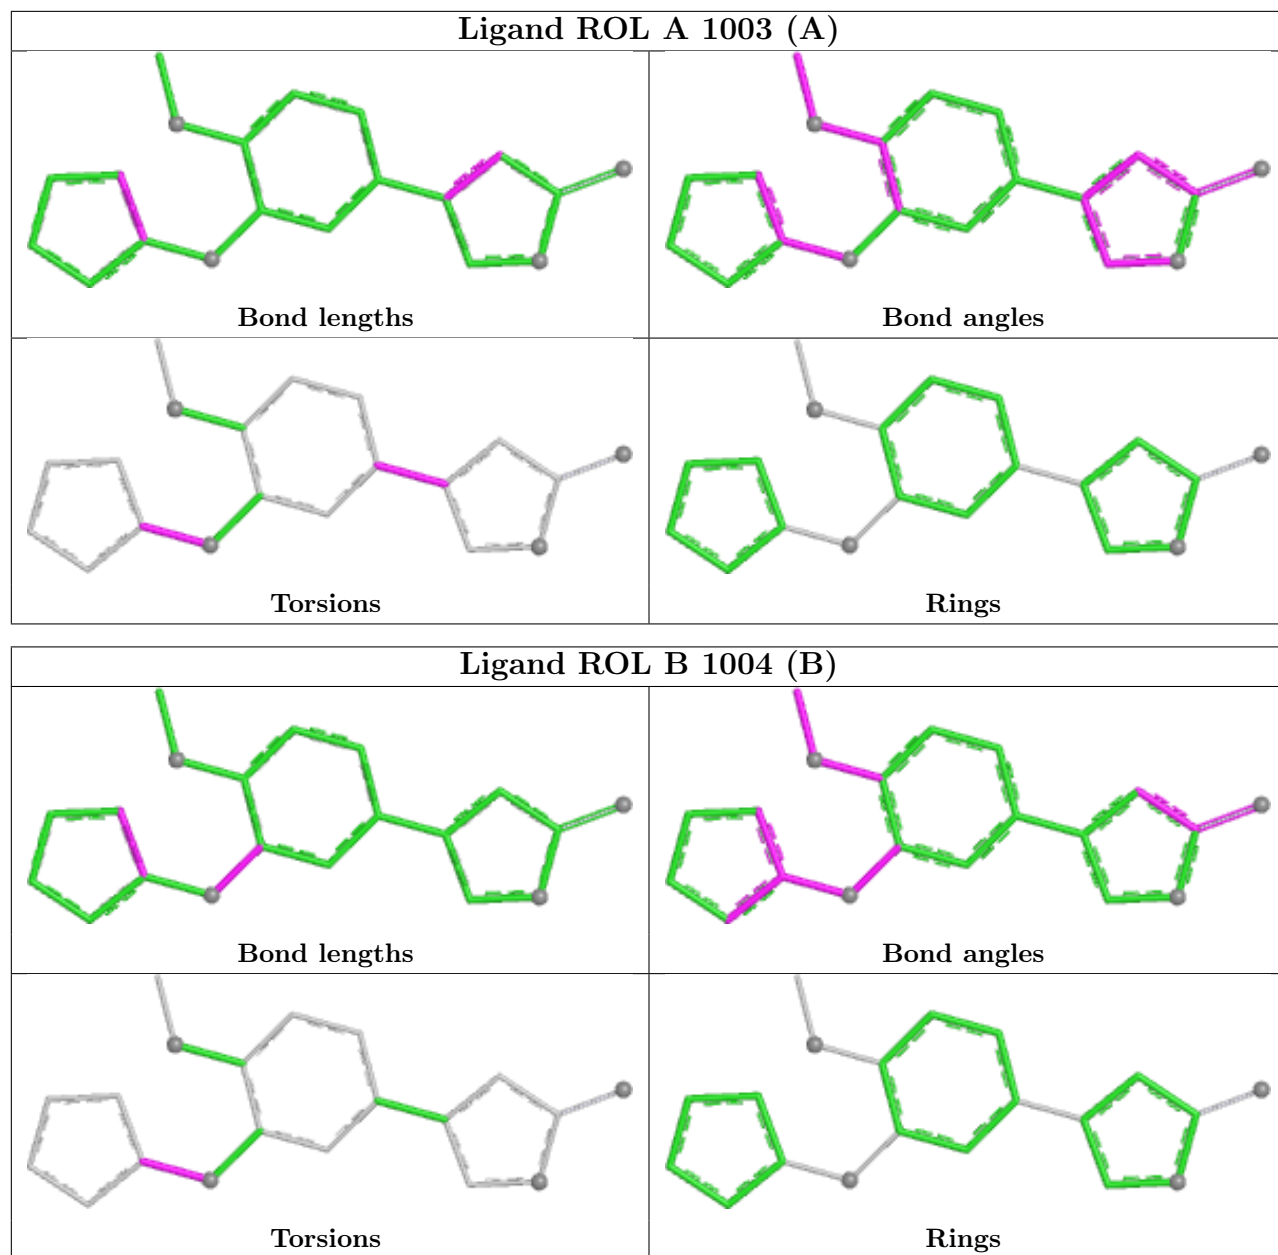 Ligand ROL A 1003 (A)
Bond lengths
Bond angles
Torsions
Rings
Ligand ROL B 1004 (B)
Bond lengths
Bond angles
Torsions
Rings